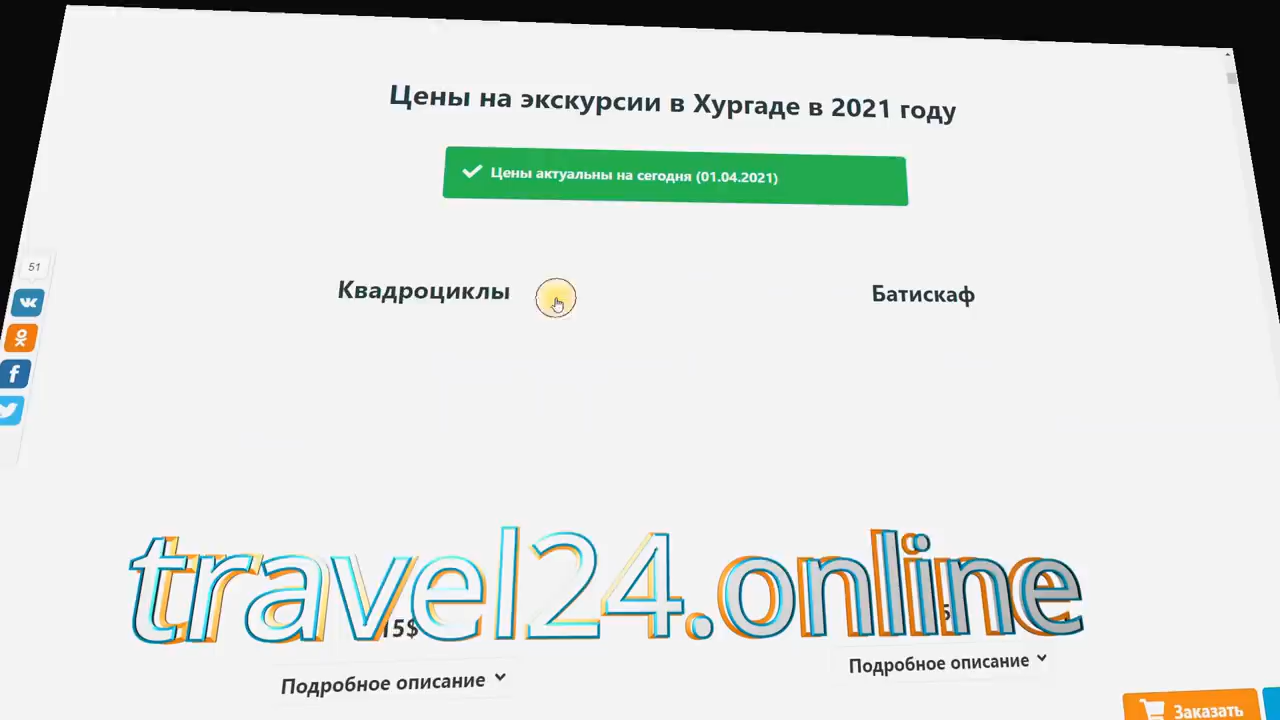 Цены на экскурсии в Хургаде в 2021 году
Цены актуальны на сегодня (01.04.2021)
51
Квадроциклы
Батискаф
travel24.online
15$
Подробное описание
Подробное описание
Заказать